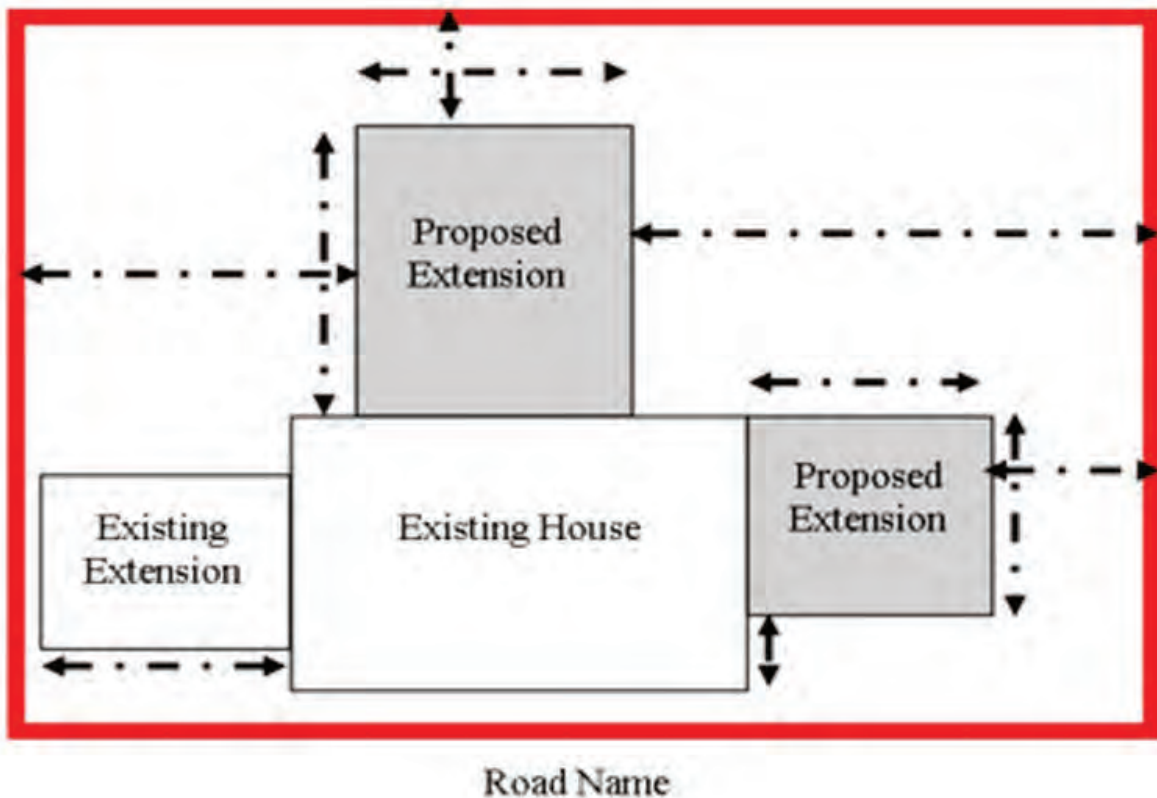 Proposed
Extension
Proposed
Extension
Existing
Extension
Existing House
Road Name